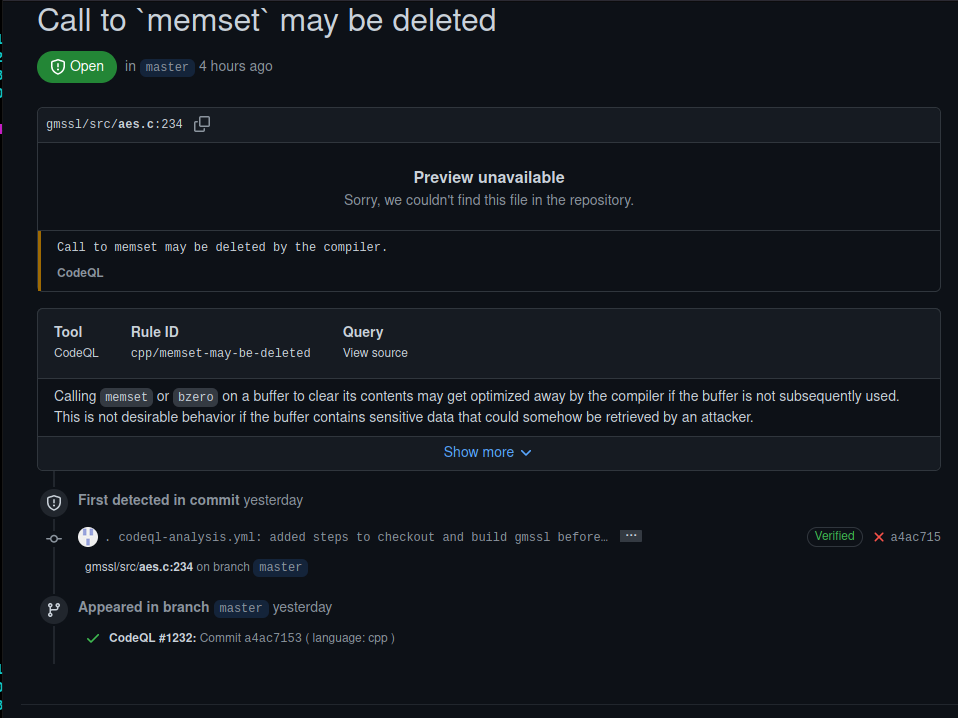 Call to `memset` may be deleted
Open in master 4 hours ago
gmssl/src/aes.c:234
Preview unavailable
Sorry, we couldn't find this file in the repository.
Call to memset may be deleted by the compiler.
CodeQL
Tool Rule ID Query
CodeQL cpp/memset-may-be-deleted View source
Calling memset or bzero on a buffer to clear its contents may get optimized away by the compiler if the buffer is not subsequently used.
This is not desirable behavior if the buffer contains sensitive data that could somehow be retrieved by an attacker.
Show more
First detected in commit yesterday
. codeql-analysis.yml: added steps to checkout and build gmssl before… ... Verified a4ac715
gmssl/src/aes.c:234 on branch master
Appeared in branch master yesterday
CodeQL #1232: Commit a4ac7153 ( language: cpp )